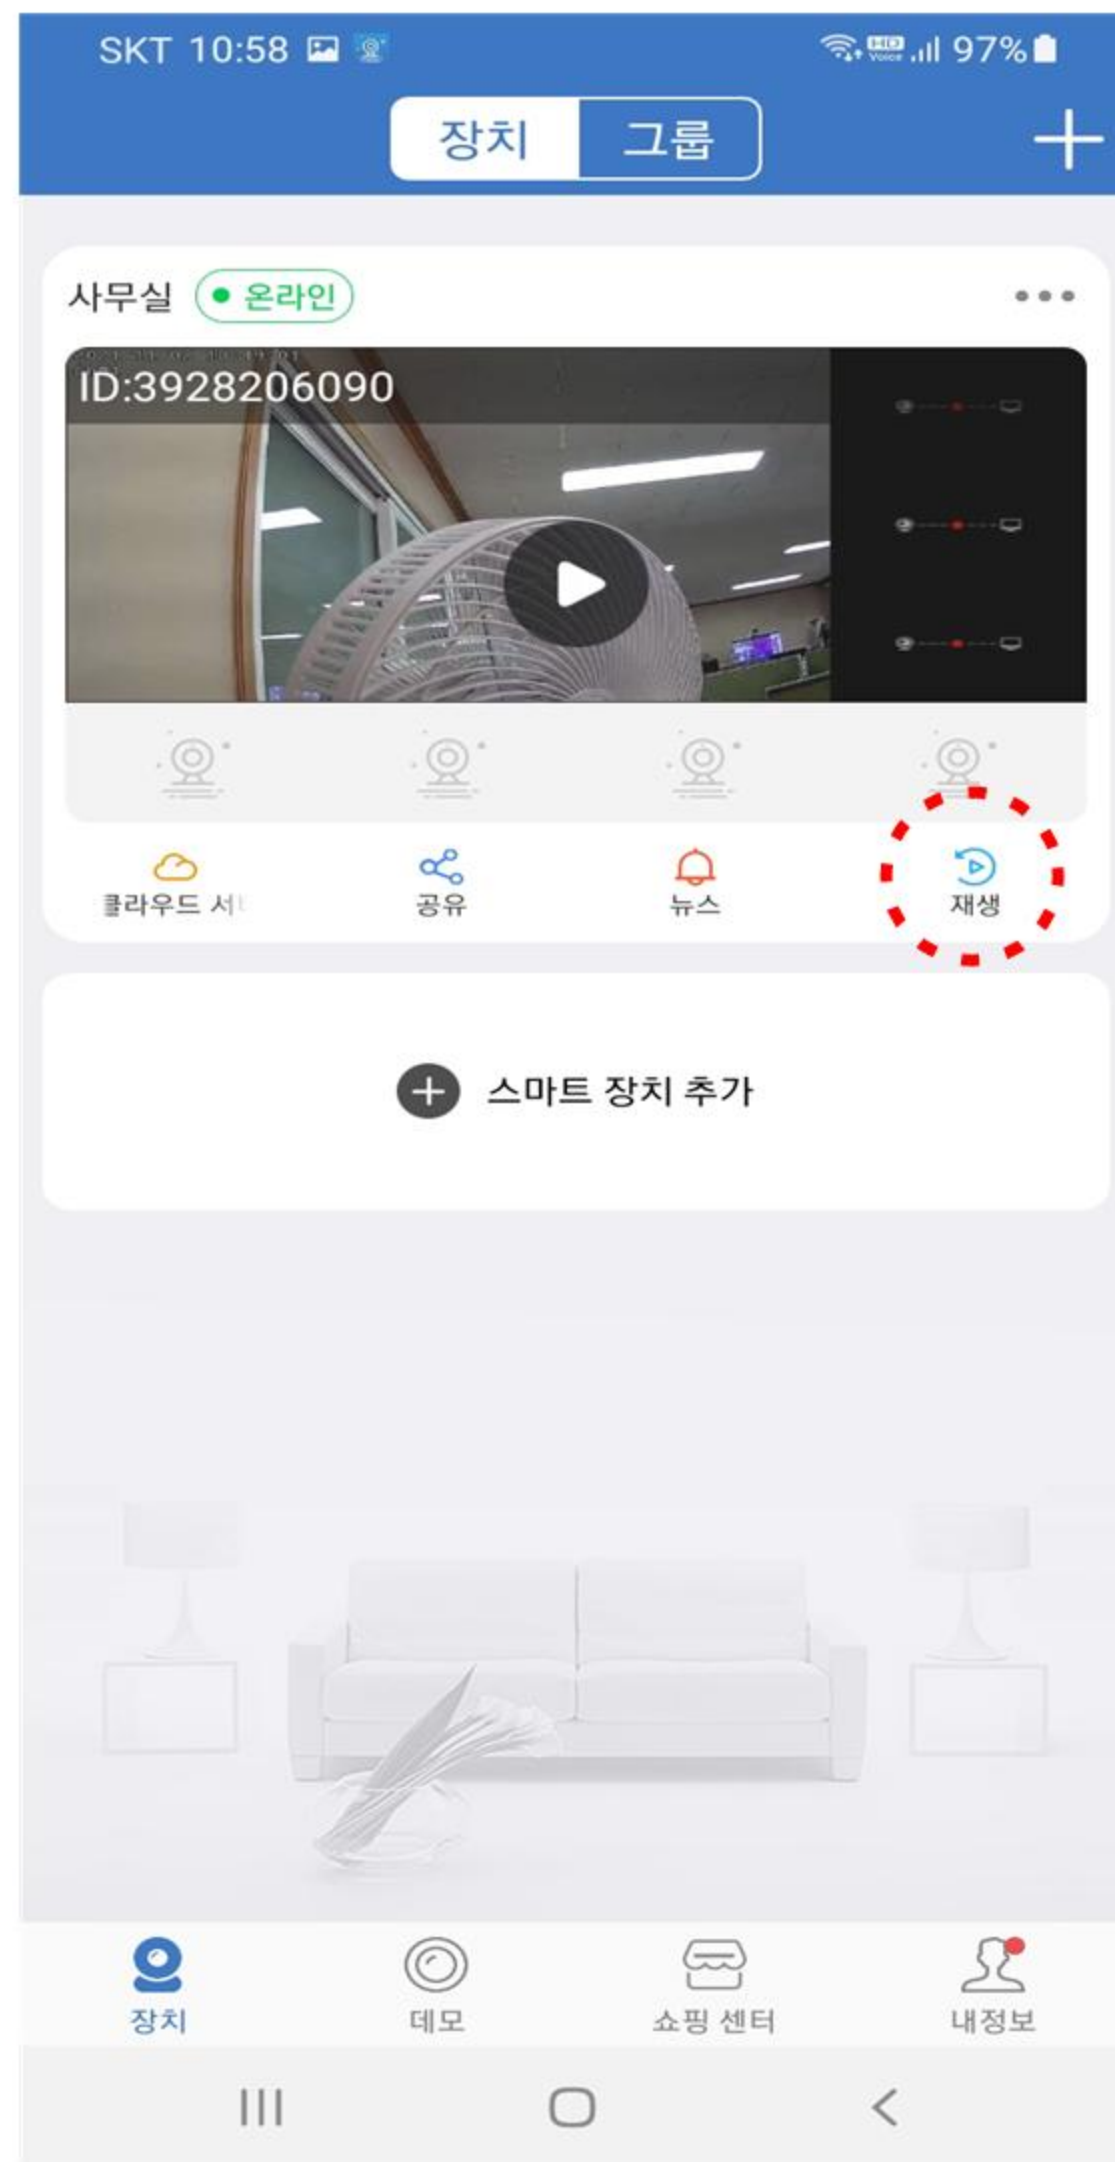 SKT 10:58
HD Voice 97%
장치 그룹
사무실 온라인
ID:3928206090
클라우드
공유
뉴스
재생
스마트 장치 추가
장치
데모
쇼핑 센터
내정보